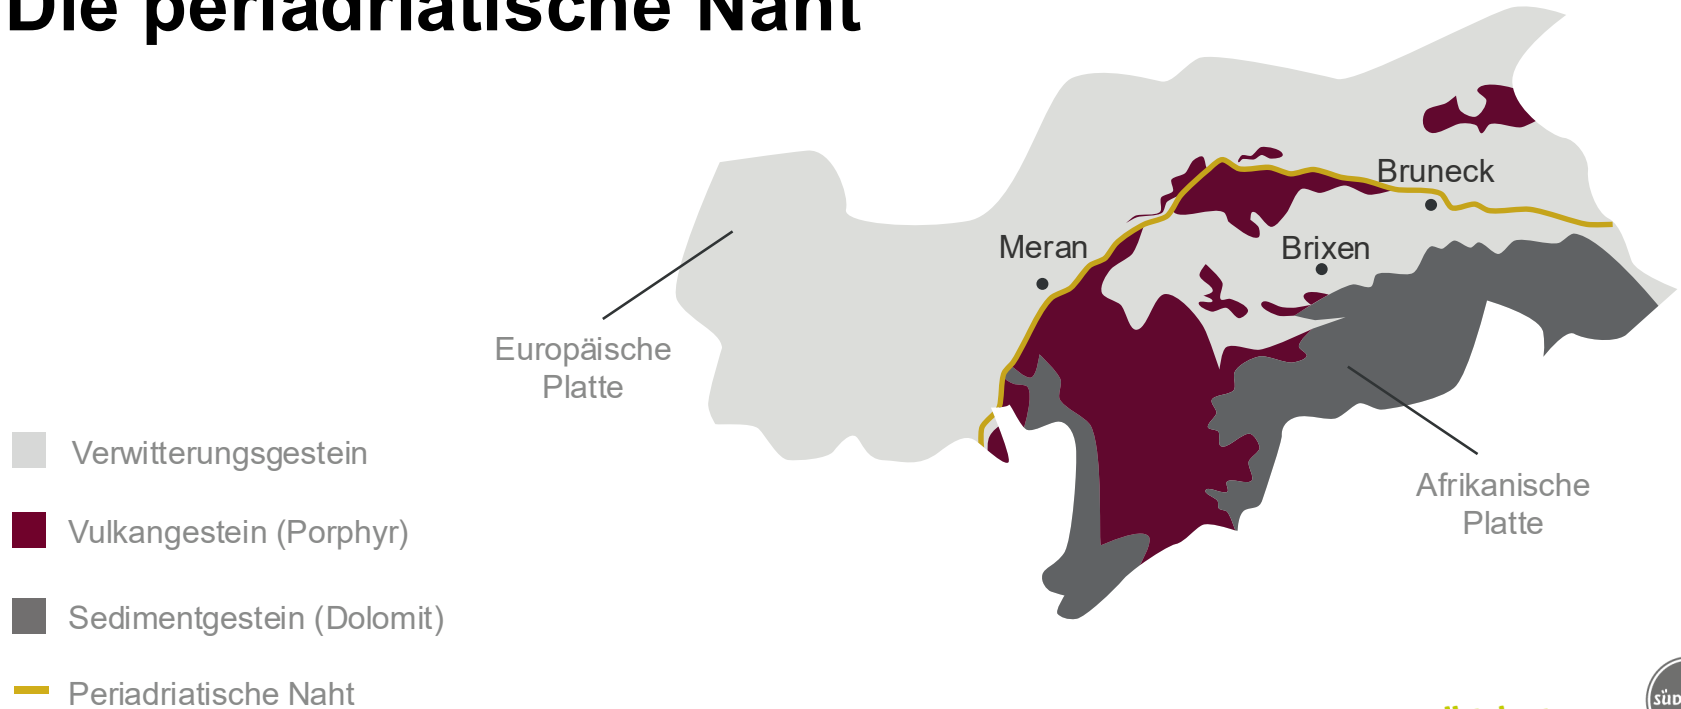 Die periadriatische Naht
Bruneck
Meran
Brixen
Europäische
Platte
Afrikanische
Platte
Verwitterungsgestein
Vulkangestein (Porphyr)
Sedimentgestein (Dolomit)
Periadriatische Naht